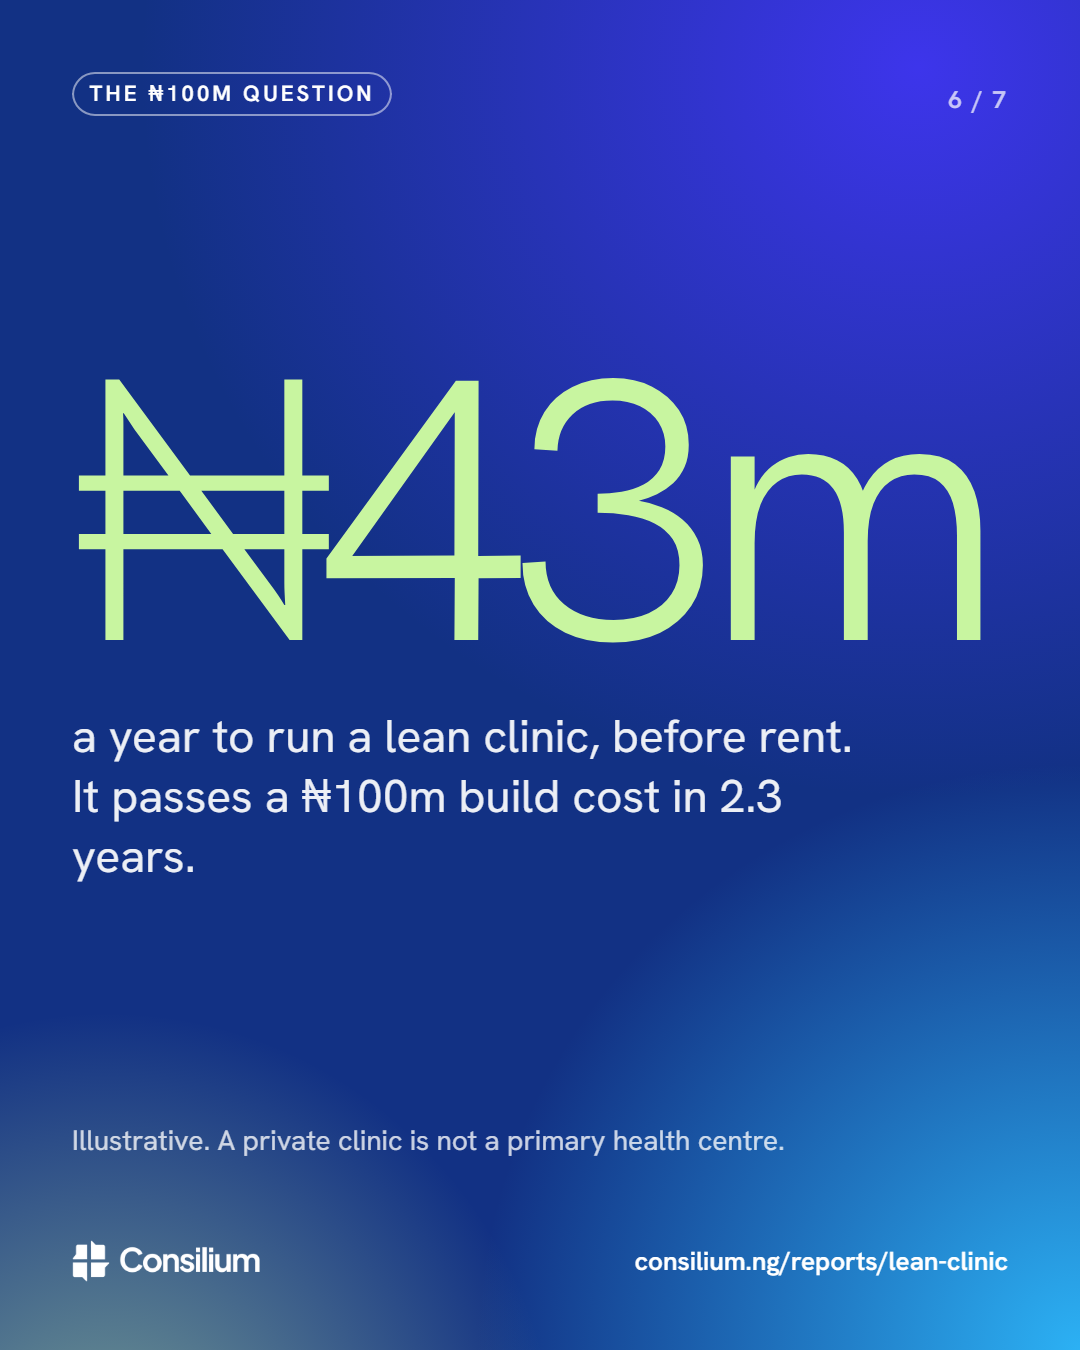 THE ₦100M QUESTION
6 / 7
₦43m
a year to run a lean clinic, before rent.
It passes a ₦100m build cost in 2.3
years.
Illustrative. A private clinic is not a primary health centre.
Consilium
consilium.ng/reports/lean-clinic